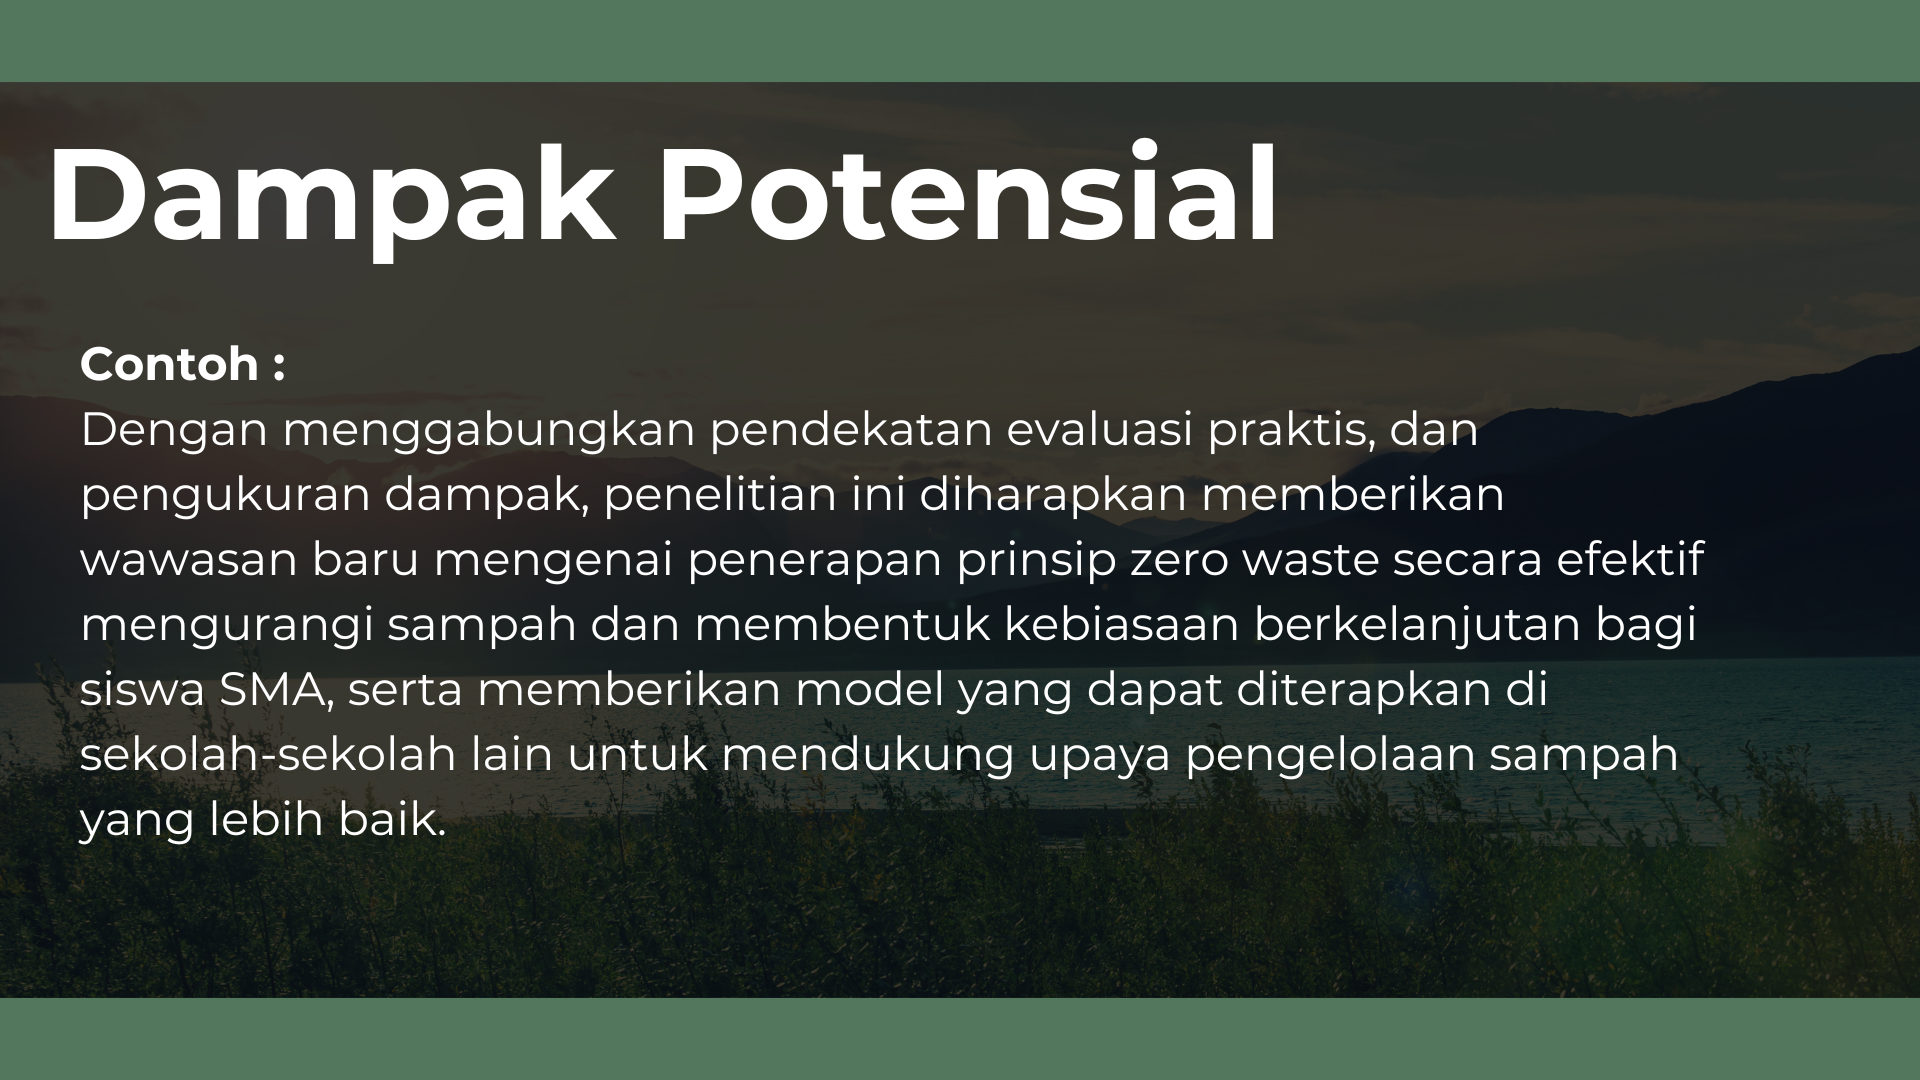 Dampak Potensial
Contoh :
Dengan menggabungkan pendekatan evaluasi praktis, dan
pengukuran dampak, penelitian ini diharapkan memberikan
wawasan baru mengenai penerapan prinsip zero waste secara efektif
mengurangi sampah dan membentuk kebiasaan berkelanjutan bagi
siswa SMA, serta memberikan model yang dapat diterapkan di
sekolah-sekolah lain untuk mendukung upaya pengelolaan sampah
yang lebih baik.